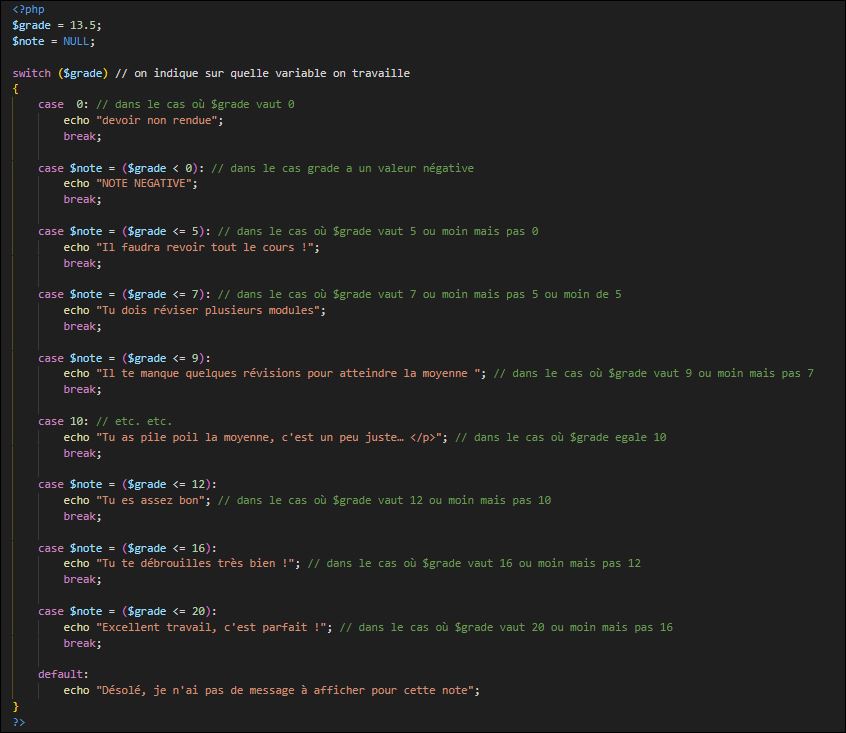 <?php
$grade = 13.5;
$note = NULL;
switch ($grade) // on indique sur quelle variable on travaille
{
case  0: // dans le cas où $grade vaut 0
echo "devoir non rendue";
break;
case $note = ($grade < 0): // dans le cas grade a un valeur négative
echo "NOTE NEGATIVE";
break;
case $note = ($grade <= 5): // dans le cas où $grade vaut 5 ou moin mais pas 0
echo "Il faudra revoir tout le cours !";
break;
case $note = ($grade <= 7): // dans le cas où $grade vaut 7 ou moin mais pas 5 ou moin de 5
echo "Tu dois réviser plusieurs modules";
break;
case $note = ($grade <= 9):
echo "Il te manque quelques révisions pour atteindre la moyenne "; // dans le cas où $grade vaut 9 ou moin mais pas 7
break;
case 10: // etc. etc.
echo "Tu as pile poil la moyenne, c'est un peu juste… </p>"; // dans le cas où $grade egale 10
break;
case $note = ($grade <= 12):
echo "Tu es assez bon"; // dans le cas où $grade vaut 12 ou moin mais pas 10
break;
case $note = ($grade <= 16):
echo "Tu te débrouilles très bien !"; // dans le cas où $grade vaut 16 ou moin mais pas 12
break;
case $note = ($grade <= 20):
echo "Excellent travail, c'est parfait !"; // dans le cas où $grade vaut 20 ou moin mais pas 16
break;
default:
echo "Désolé, je n'ai pas de message à afficher pour cette note";
}
?>